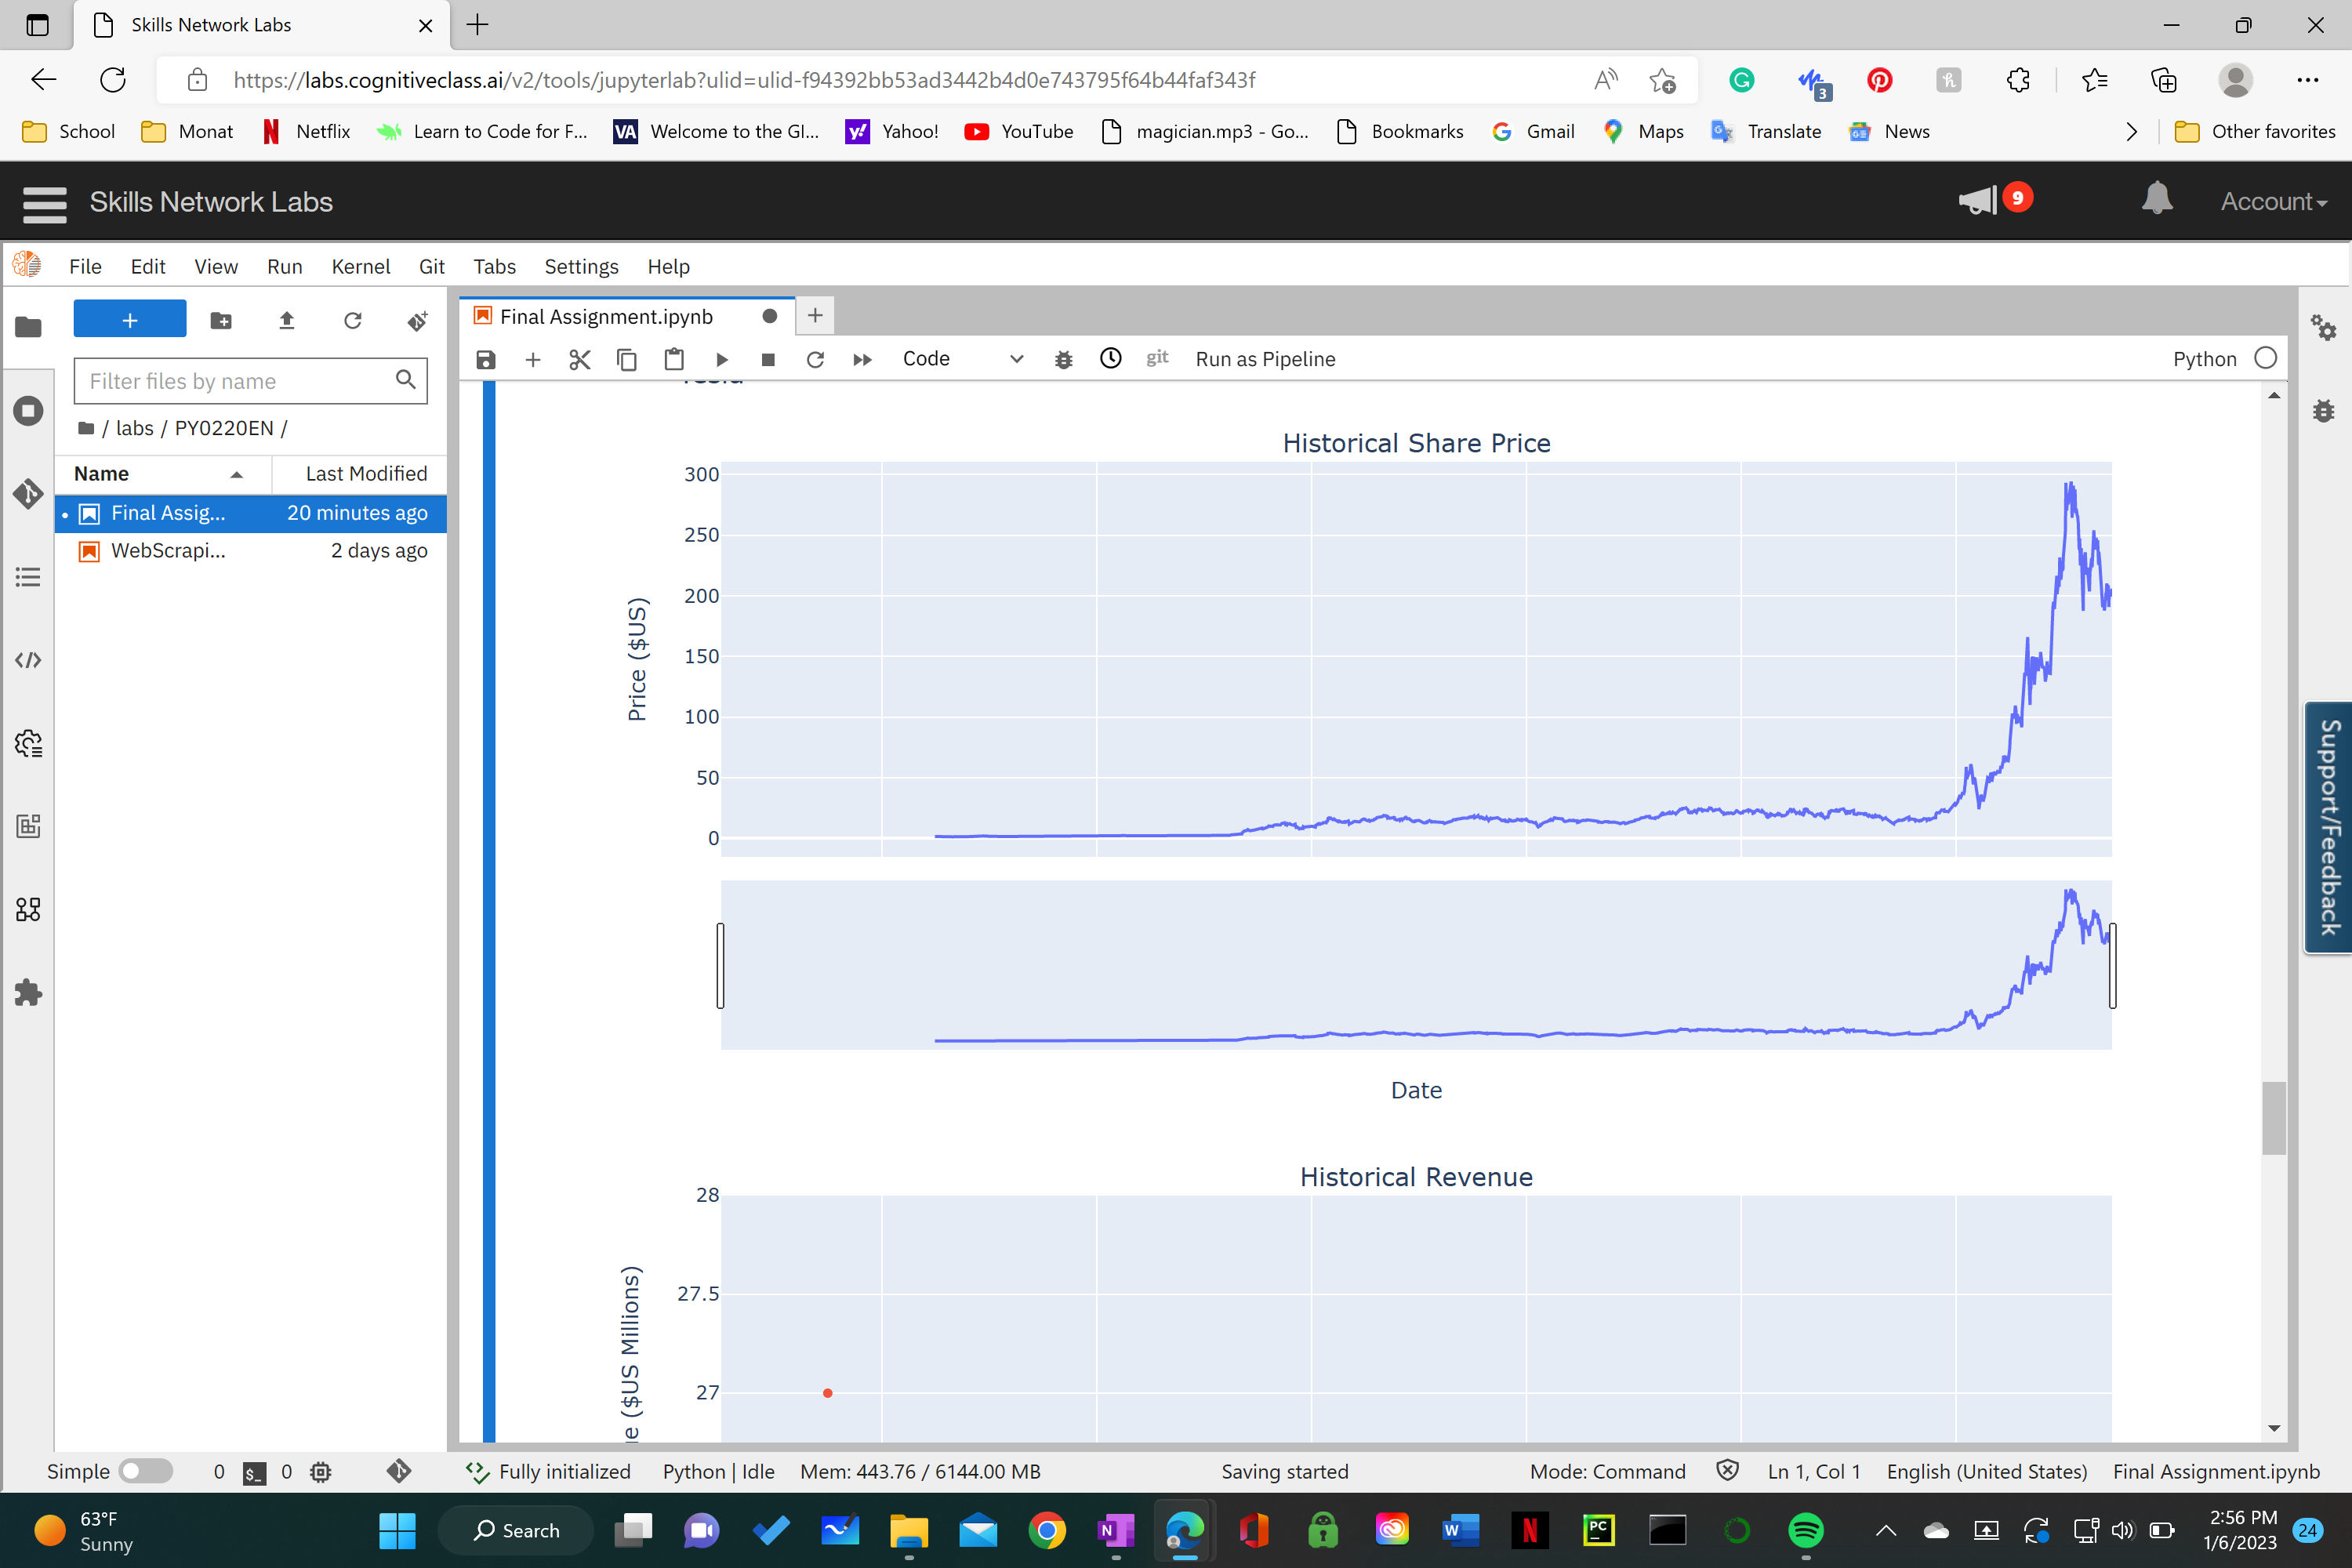 Skills Network Labs
https://labs.cognitiveclass.ai/v2/tools/jupyterlab?ulid=ulid-f94392bb53ad3442b4d0e743795f64b44faf343f
3
School
Monat
Netflix
Learn to Code for F...
VA
Welcome to the Gl...
Yahoo!
YouTube
magician.mp3 - Go...
Bookmarks
Gmail
Maps
Translate
News
Other favorites
Skills Network Labs
9
Account
File Edit View Run Kernel Git Tabs Settings Help
Final Assignment.ipynb
Filter files by name
Code
git
Run as Pipeline
Python
/ labs / PY0220EN /
Name
Last Modified
Final Assig...
20 minutes ago
WebScrapi...
2 days ago
Historical Share Price
300
250
200
150
100
50
0
Price ($US)
Date
Historical Revenue
28
27.5
27
e ($US Millions)
Support/Feedback
Simple
0
0
Fully initialized
Python | Idle
Mem: 443.76 / 6144.00 MB
Saving started
Mode: Command
Ln 1, Col 1
English (United States)
Final Assignment.ipynb
63°F
Sunny
Search
2:56 PM
1/6/2023
24